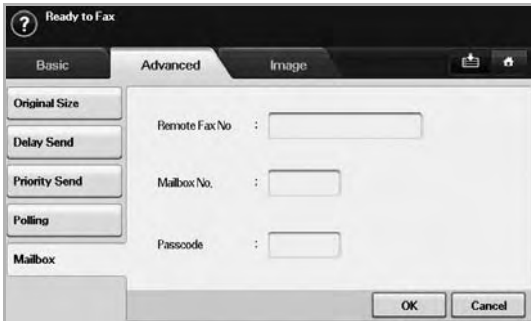 ? Ready to Fax
Basic
Advanced
Image
Original Size
Delay Send
Priority Send
Polling
Mailbox
Remote Fax No :
Mailbox No. :
Passcode :
OK
Cancel